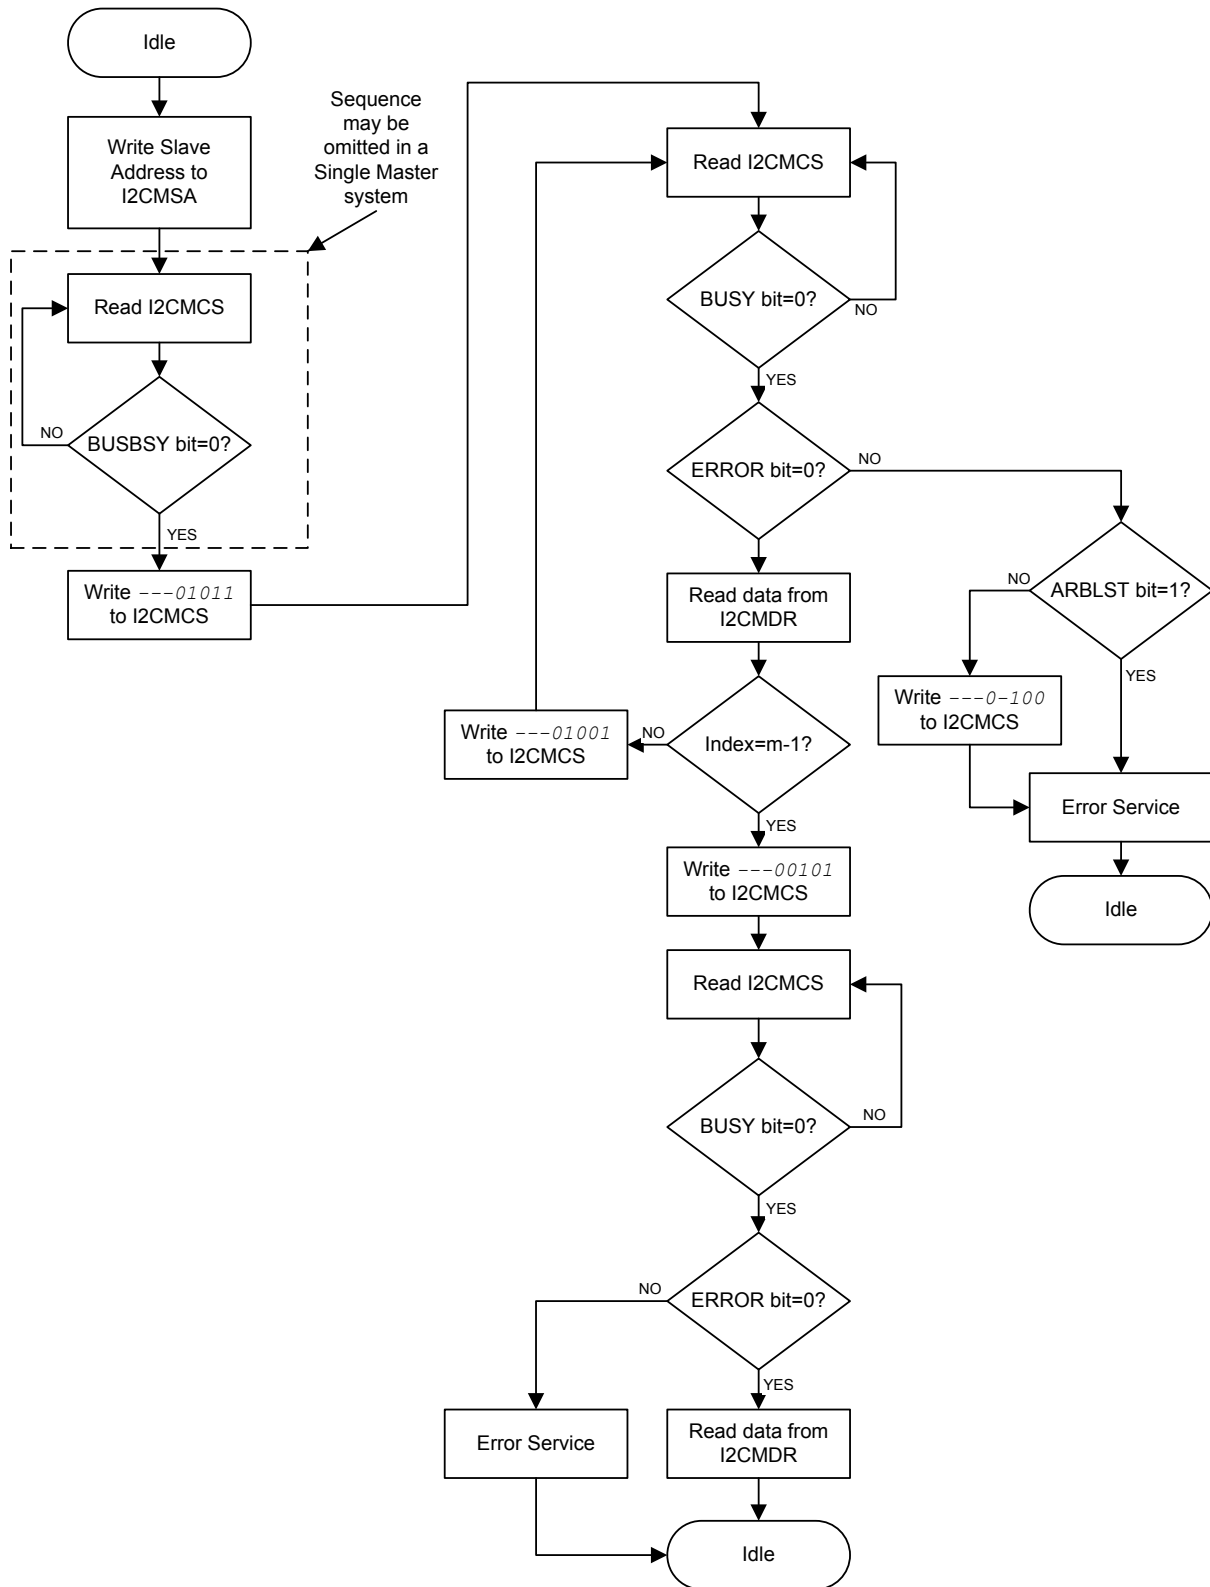 Idle
Write Slave
Address to
I2CMSA
Sequence
may be
omitted in a
Single Master
system
Read I2CMCS
BUSBSY bit=0?
NO
YES
Write ---01011
to I2CMCS
Read I2CMCS
BUSY bit=0?
NO
YES
ERROR bit=0?
NO
Read data from
I2CMDR
ARBLST bit=1?
NO
YES
Write ---0-100
to I2CMCS
Error Service
Idle
Index=m-1?
NO
Write ---01001
to I2CMCS
YES
Write ---00101
to I2CMCS
Read I2CMCS
BUSY bit=0?
NO
YES
ERROR bit=0?
NO
YES
Error Service
Read data from
I2CMDR
Idle